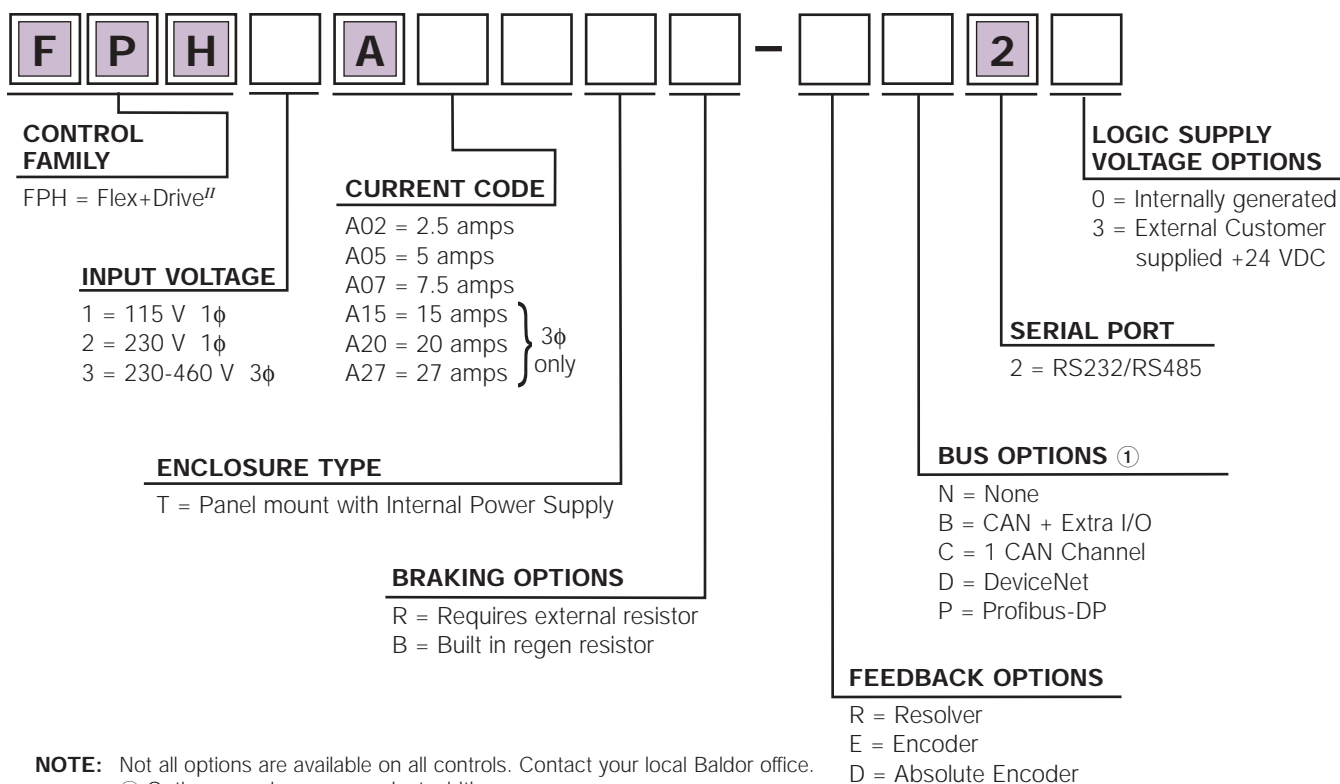 F P H A – 2
CONTROL
FAMILY
FPH = Flex+Drive^II
INPUT VOLTAGE
1 = 115 V 1ϕ
2 = 230 V 1ϕ
3 = 230-460 V 3ϕ
CURRENT CODE
A02 = 2.5 amps
A05 = 5 amps
A07 = 7.5 amps
A15 = 15 amps
A20 = 20 amps
A27 = 27 amps
3ϕ
only
ENCLOSURE TYPE
T = Panel mount with Internal Power Supply
BRAKING OPTIONS
R = Requires external resistor
B = Built in regen resistor
LOGIC SUPPLY
VOLTAGE OPTIONS
0 = Internally generated
3 = External Customer
supplied +24 VDC
SERIAL PORT
2 = RS232/RS485
BUS OPTIONS ①
N = None
B = CAN + Extra I/O
C = 1 CAN Channel
D = DeviceNet
P = Profibus-DP
FEEDBACK OPTIONS
R = Resolver
E = Encoder
D = Absolute Encoder
NOTE: Not all options are available on all controls. Contact your local Baldor office.